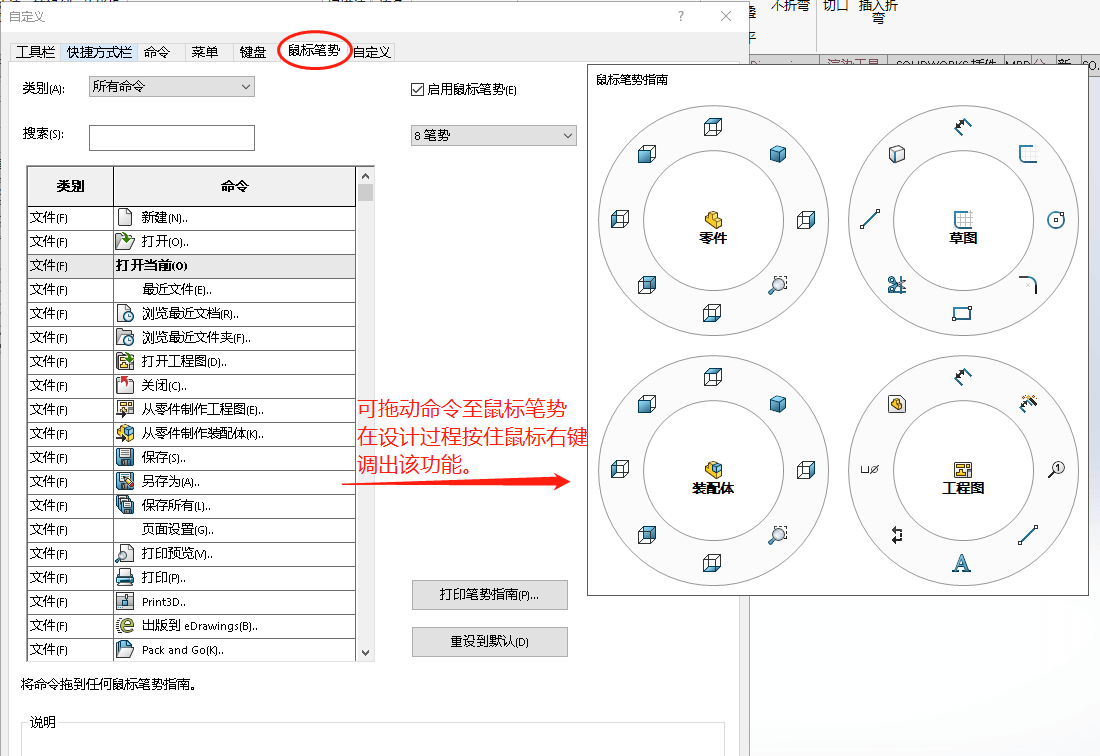 自定义
不折弯
切口
插入折弯
工具栏
快捷方式栏
命令
菜单
键盘
鼠标笔势
自定义
渲染工具
SOLIDWORKS 插件
类别(A):
所有命令
启用鼠标笔势(E)
搜索(S):
8 笔势
类别 命令
文件(F) 新建(N)..
文件(F) 打开(O)..
文件(F) 打开当前(O)
文件(F) 最近文件(E)..
文件(F) 浏览最近文档(R)..
文件(F) 浏览最近文件夹(F)..
文件(F) 打开工程图(D)..
文件(F) 关闭(C)..
文件(F) 从零件制作工程图(E)..
文件(F) 从零件制作装配体(K)..
文件(F) 保存(S)..
文件(F) 另存为(A)..
文件(F) 保存所有(L)..
文件(F) 页面设置(G)..
文件(F) 打印预览(V)..
文件(F) 打印(P)..
文件(F) Print3D..
文件(F) 出版到 eDrawings(B)..
文件(F) Pack and Go(K)..
可拖动命令至鼠标笔势
在设计过程按住鼠标右键
调出该功能。
打印笔势指南(P)...
重设到默认(D)
将命令拖到任何鼠标笔势指南。
说明
鼠标笔势指南
零件
草图
装配体
工程图